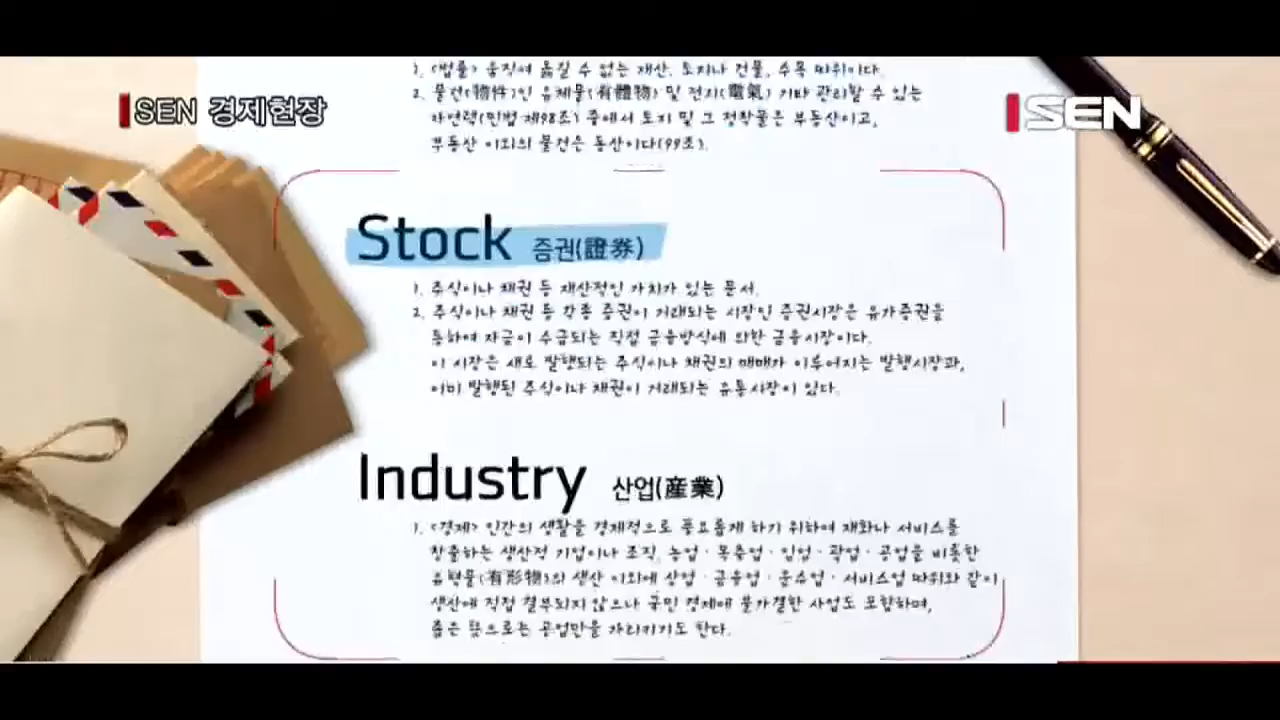 1. <법률> 움직여 옮길 수 없는 재산. 토지나 건물, 수목 따위이다.
SEN 경제현장
SEN
2. 물건(物件)인 유체물(有體物) 및 전기(電氣) 기타 관리할 수 있는
자연력(민법 제98조) 중에서 토지 및 그 정착물은 부동산이고,
부동산 이외의 물건은 동산이다(99조).
Stock 증권(證券)
1. 주식이나 채권 등 재산적인 가치가 있는 문서.
2. 주식이나 채권 등 각종 증권이 거래되는 시장인 증권시장은 유가증권을
통하여 자금이 수급되는 직접 금융방식에 의한 금융시장이다.
이 시장은 새로 발행되는 주식이나 채권의 매매가 이루어지는 발행시장과,
이미 발행된 주식이나 채권이 거래되는 유통시장이 있다.
Industry 산업(産業)
1. <경제> 인간의 생활을 경제적으로 풍요롭게 하기 위하여 재화나 서비스를
창출하는 생산적 기업이나 조직. 농업·목축업·임업·광업·공업을 비롯한
유형물(有形物)의 생산 이외에 상업·금융업·운수업·서비스업 따위와 같이
생산에 직접 결부되지 않으나 국민 경제에 불가결한 사업도 포함하며,
좁은 뜻으로는 공업만을 가리키기도 한다.